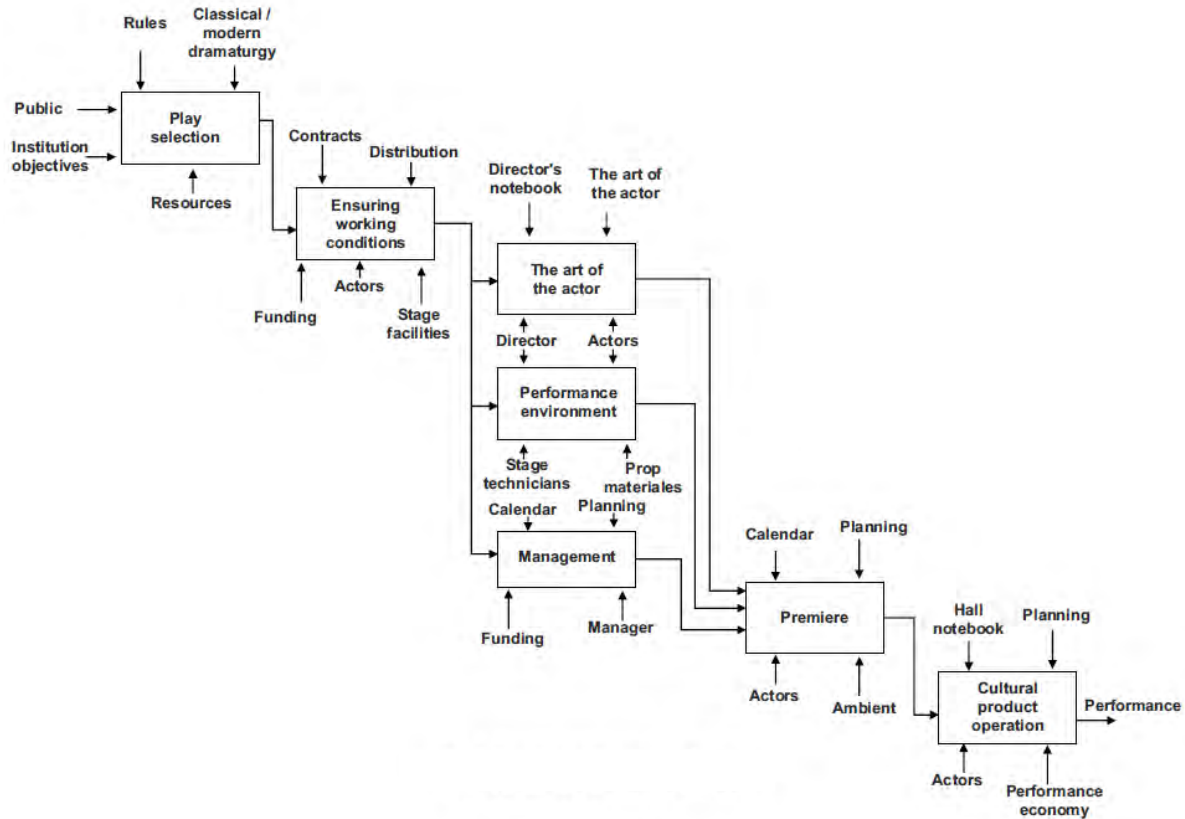 Rules
Classical /
modern
dramaturgy
Public
Play
selection
Institution
objectives
Resources
Contracts
Distribution
Ensuring
working
conditions
Funding
Actors
Stage
facilities
Director's
notebook
The art of
the actor
The art of
the actor
Director
Actors
Performance
environment
Stage
technicians
Prop
materiales
Calendar
Planning
Management
Funding
Manager
Calendar
Planning
Premiere
Actors
Ambient
Hall
notebook
Planning
Cultural
product
operation
Performance
Actors
Performance
economy